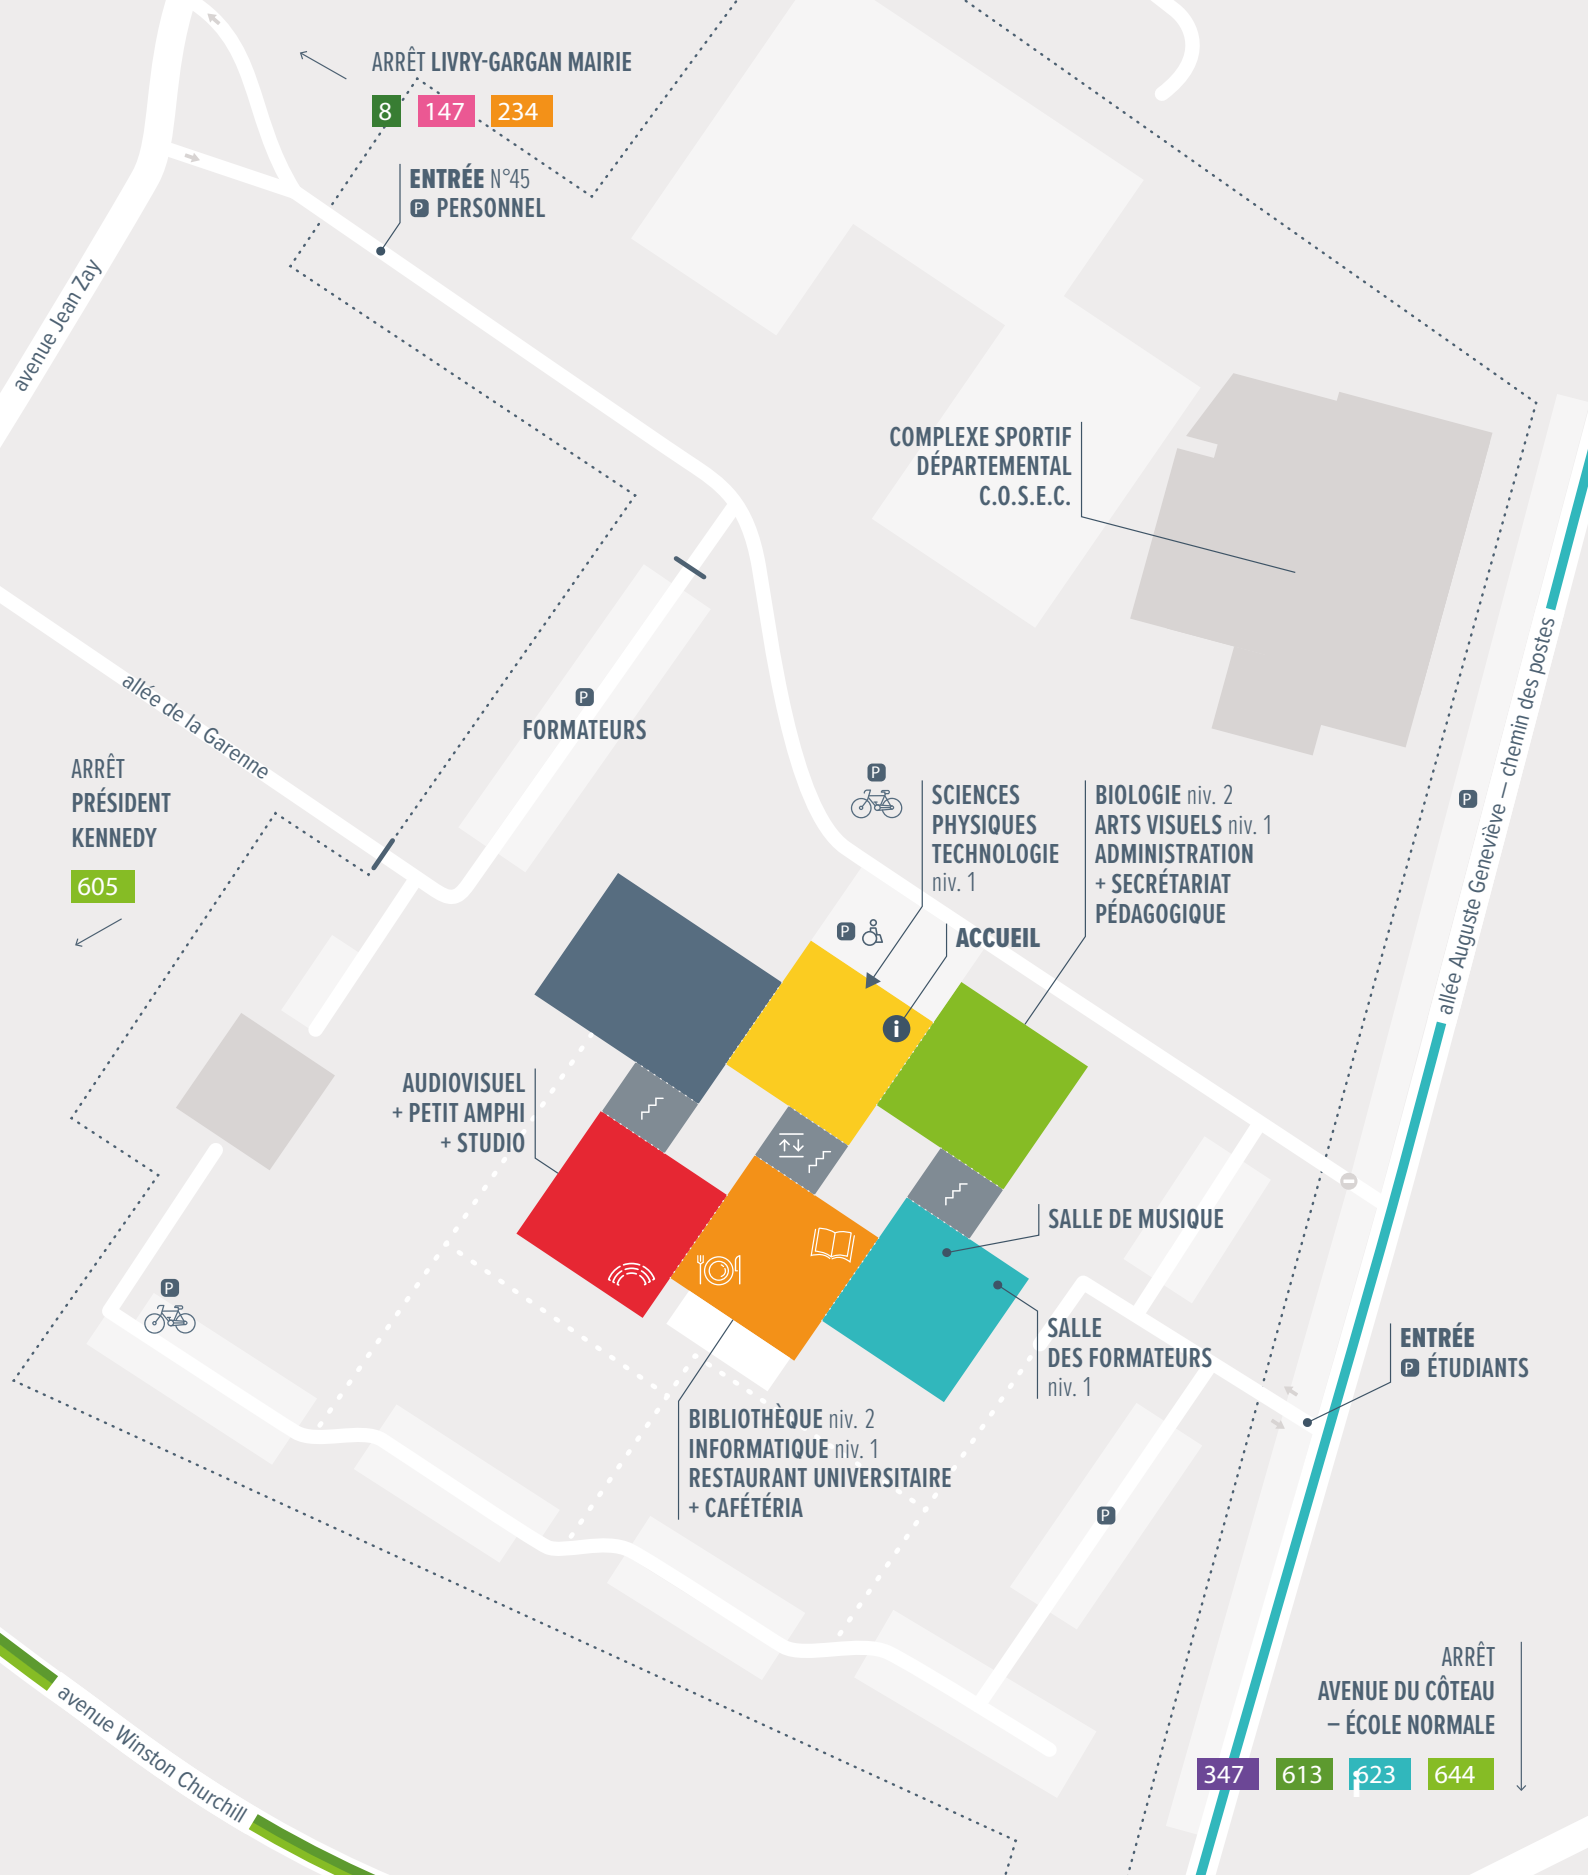 ARRÊT LIVRY-GARGAN MAIRIE
8 147 234
ENTRÉE N°45
P PERSONNEL
avenue Jean Zay
COMPLEXE SPORTIF
DÉPARTEMENTAL
C.O.S.E.C.
allée de la Garenne
P
FORMATEURS
ARRÊT
PRÉSIDENT
KENNEDY
605
P
SCIENCES
PHYSIQUES
TECHNOLOGIE
niv. 1
BIOLOGIE niv. 2
ARTS VISUELS niv. 1
ADMINISTRATION
+ SECRÉTARIAT
PÉDAGOGIQUE
P
allée Auguste Geneviève – chemin des postes
P
ACCUEIL
i
AUDIOVISUEL
+ PETIT AMPHI
+ STUDIO
SALLE DE MUSIQUE
P
SALLE
DES FORMATEURS
niv. 1
ENTRÉE
P ÉTUDIANTS
BIBLIOTHÈQUE niv. 2
INFORMATIQUE niv. 1
RESTAURANT UNIVERSITAIRE
+ CAFÉTÉRIA
P
ARRÊT
AVENUE DU CÔTEAU
– ÉCOLE NORMALE
347 613 623 644
i
avenue Winston Churchill